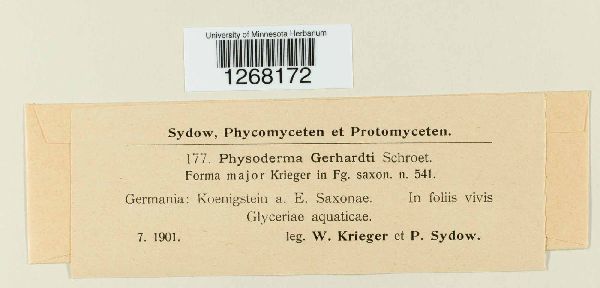 University of Minnesota Herbarium
1268172
Sydow, Phycomyceten et Protomyceten.
177. Physoderma Gerhardti Schroet.
Forma major Krieger in Fg. saxon. n. 541.
Germania: Koenigstein a. E. Saxonae. In foliis vivis
Glyceriae aquaticae.
7. 1901. leg. W. Krieger et P. Sydow.